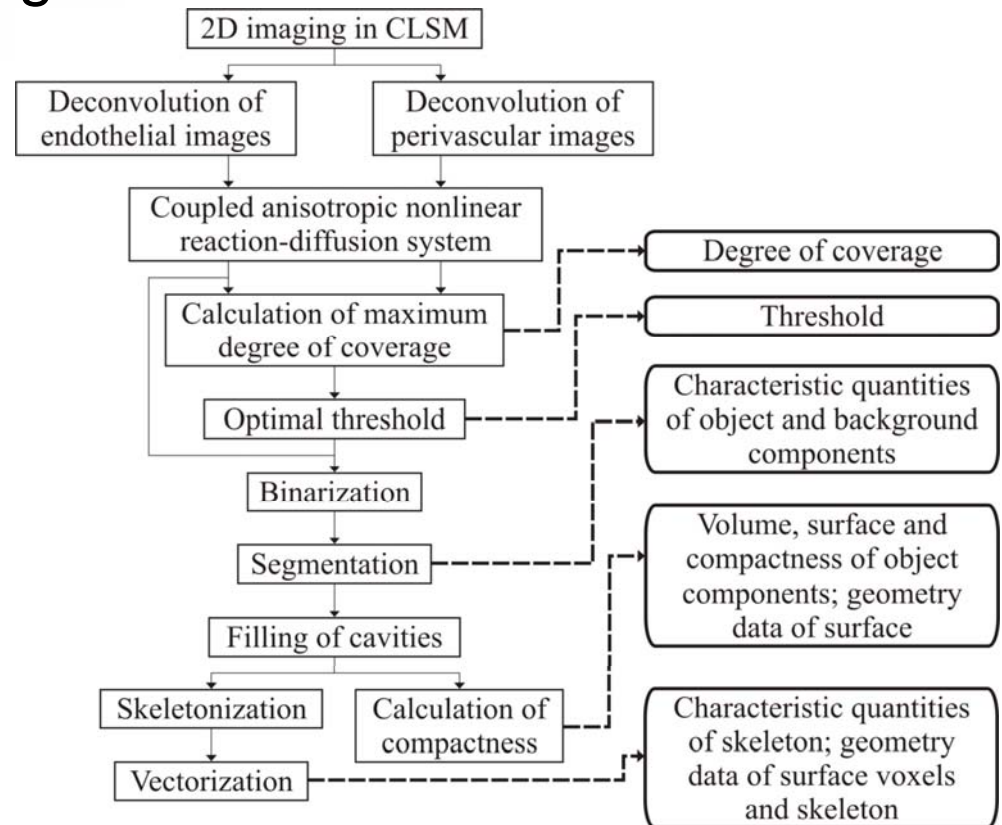 2D imaging in CLSM
Deconvolution of
endothelial images
Deconvolution of
perivascular images
Coupled anisotropic nonlinear
reaction-diffusion system
Degree of coverage
Calculation of maximum
degree of coverage
Threshold
Optimal threshold
Characteristic quantities
of object and background
components
Binarization
Segmentation
Volume, surface and
compactness of object
components; geometry
data of surface
Filling of cavities
Skeletonization
Calculation of
compactness
Vectorization
Characteristic quantities
of skeleton; geometry
data of surface voxels
and skeleton